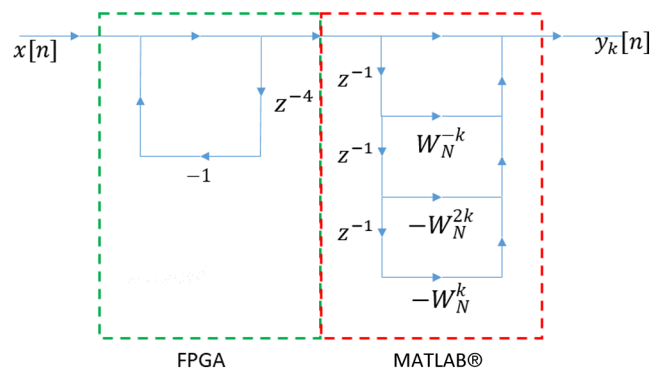 x[n]
y_k[n]
z^{-1}
z^{-4}
W_N^{-k}
z^{-1}
-1
-W_N^{2k}
z^{-1}
-W_N^k
FPGA
MATLAB®